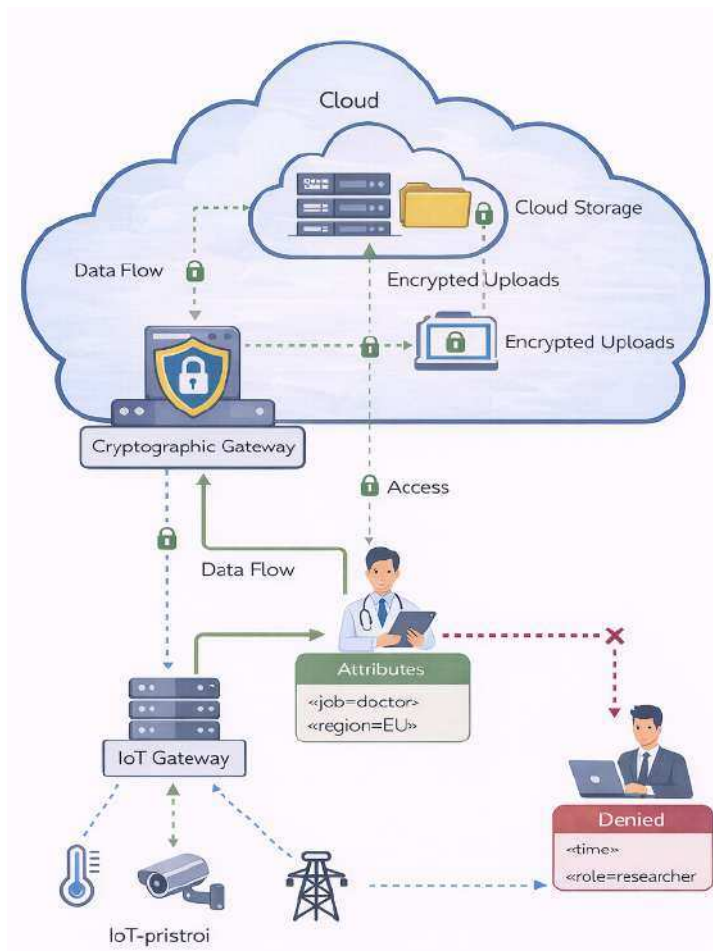 Cloud
Cloud Storage
Data Flow
Encrypted Uploads
Encrypted Uploads
Cryptographic Gateway
Access
Data Flow
Attributes
«job=doctor>
«region=EU»
IoT Gateway
Denied
«time»
«role=researcher
IoT-pristroi